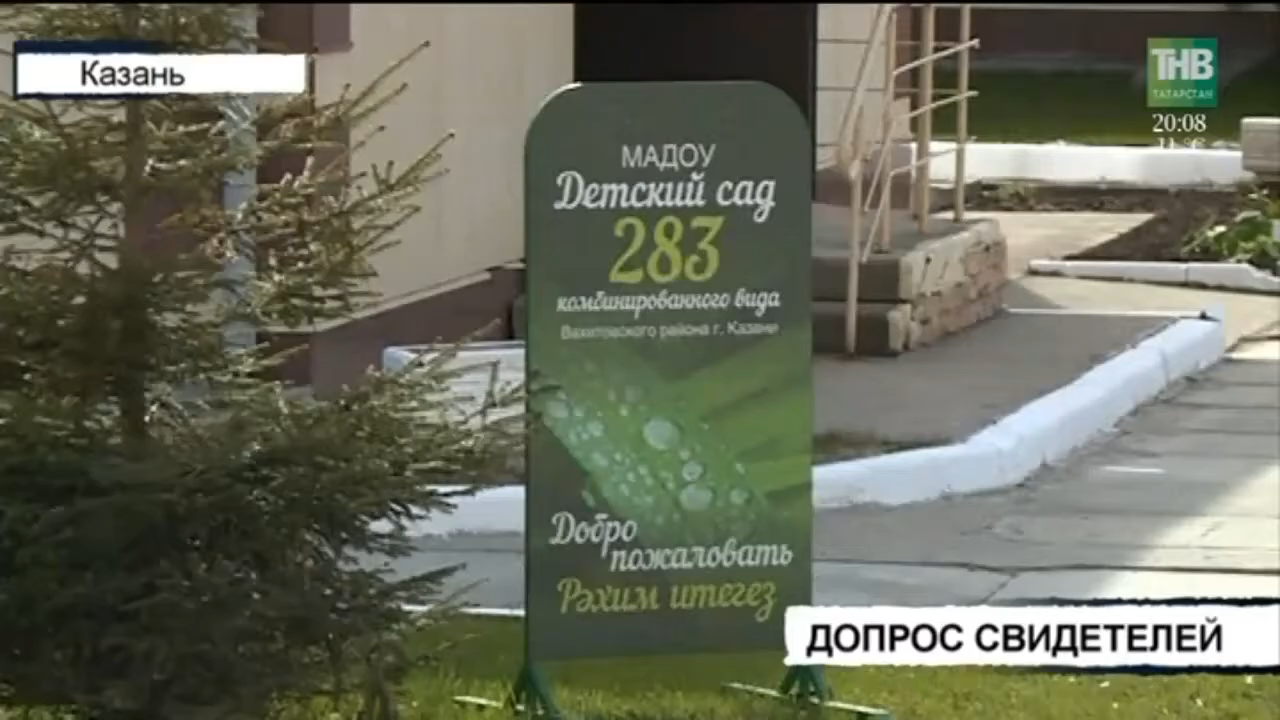 Казань
ТНВ
ТАТАРСТАН
20:08
11 °C
МАДОУ
Детский сад
283
комбинированного вида
Вахитовского района г. Казани
Добро
пожаловать
Рәхим итегез
ДОПРОС СВИДЕТЕЛЕЙ